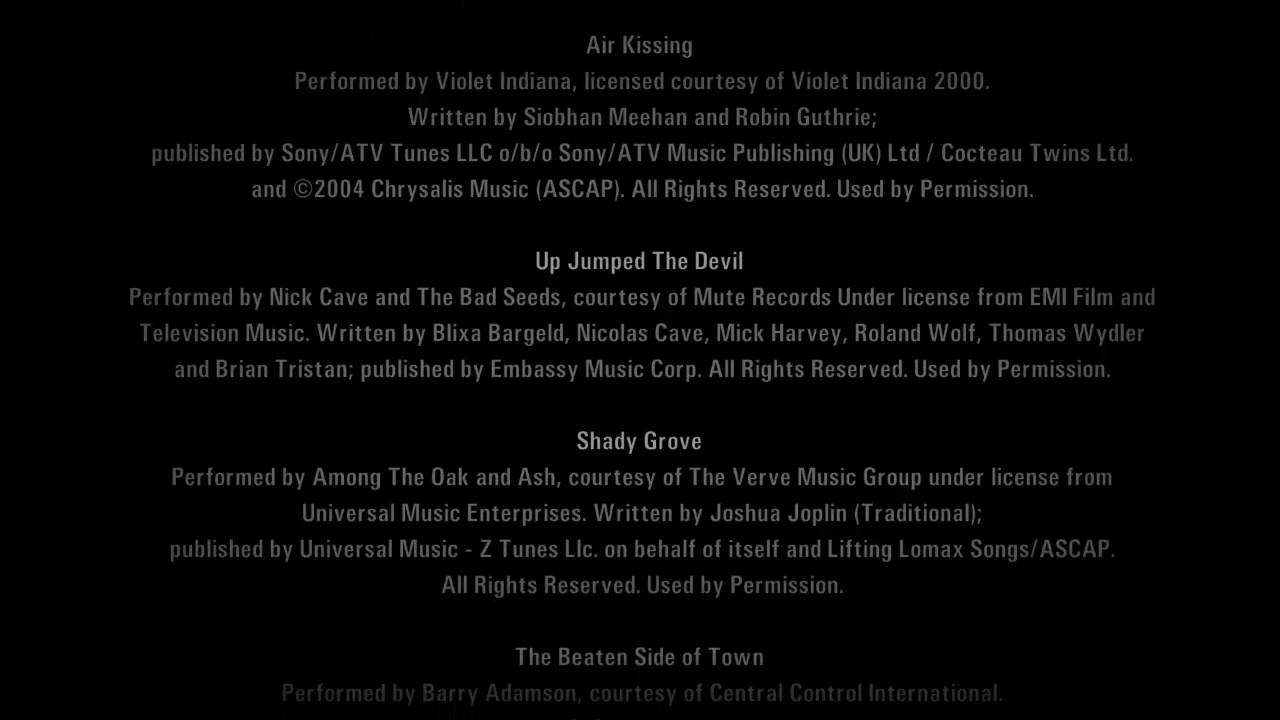 Air Kissing
Performed by Violet Indiana, licensed courtesy of Violet Indiana 2000.
Written by Siobhan Meehan and Robin Guthrie;
published by Sony/ATV Tunes LLC o/b/o Sony/ATV Music Publishing (UK) Ltd / Cocteau Twins Ltd.
and ©2004 Chrysalis Music (ASCAP). All Rights Reserved. Used by Permission.
Up Jumped The Devil
Performed by Nick Cave and The Bad Seeds, courtesy of Mute Records Under license from EMI Film and
Television Music. Written by Blixa Bargeld, Nicolas Cave, Mick Harvey, Roland Wolf, Thomas Wydler
and Brian Tristan; published by Embassy Music Corp. All Rights Reserved. Used by Permission.
Shady Grove
Performed by Among The Oak and Ash, courtesy of The Verve Music Group under license from
Universal Music Enterprises. Written by Joshua Joplin (Traditional);
published by Universal Music - Z Tunes Llc. on behalf of itself and Lifting Lomax Songs/ASCAP.
All Rights Reserved. Used by Permission.
The Beaten Side of Town
Performed by Barry Adamson, courtesy of Central Control International.